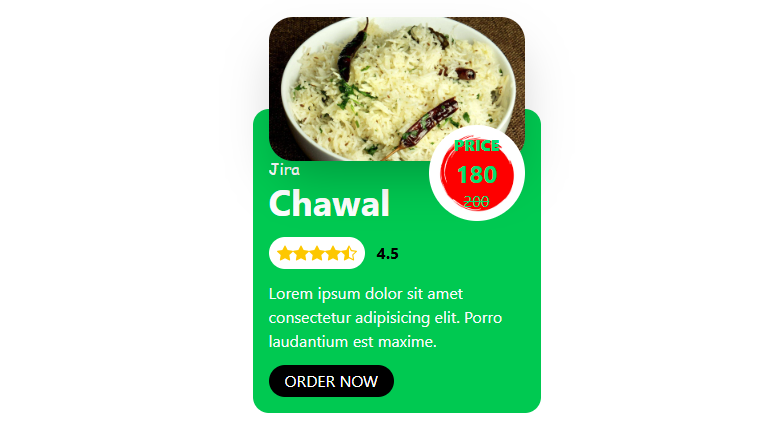 PRICE
180
200
Jira
Chawal
4.5
Lorem ipsum dolor sit amet
consectetur adipisicing elit. Porro
laudantium est maxime.
ORDER NOW